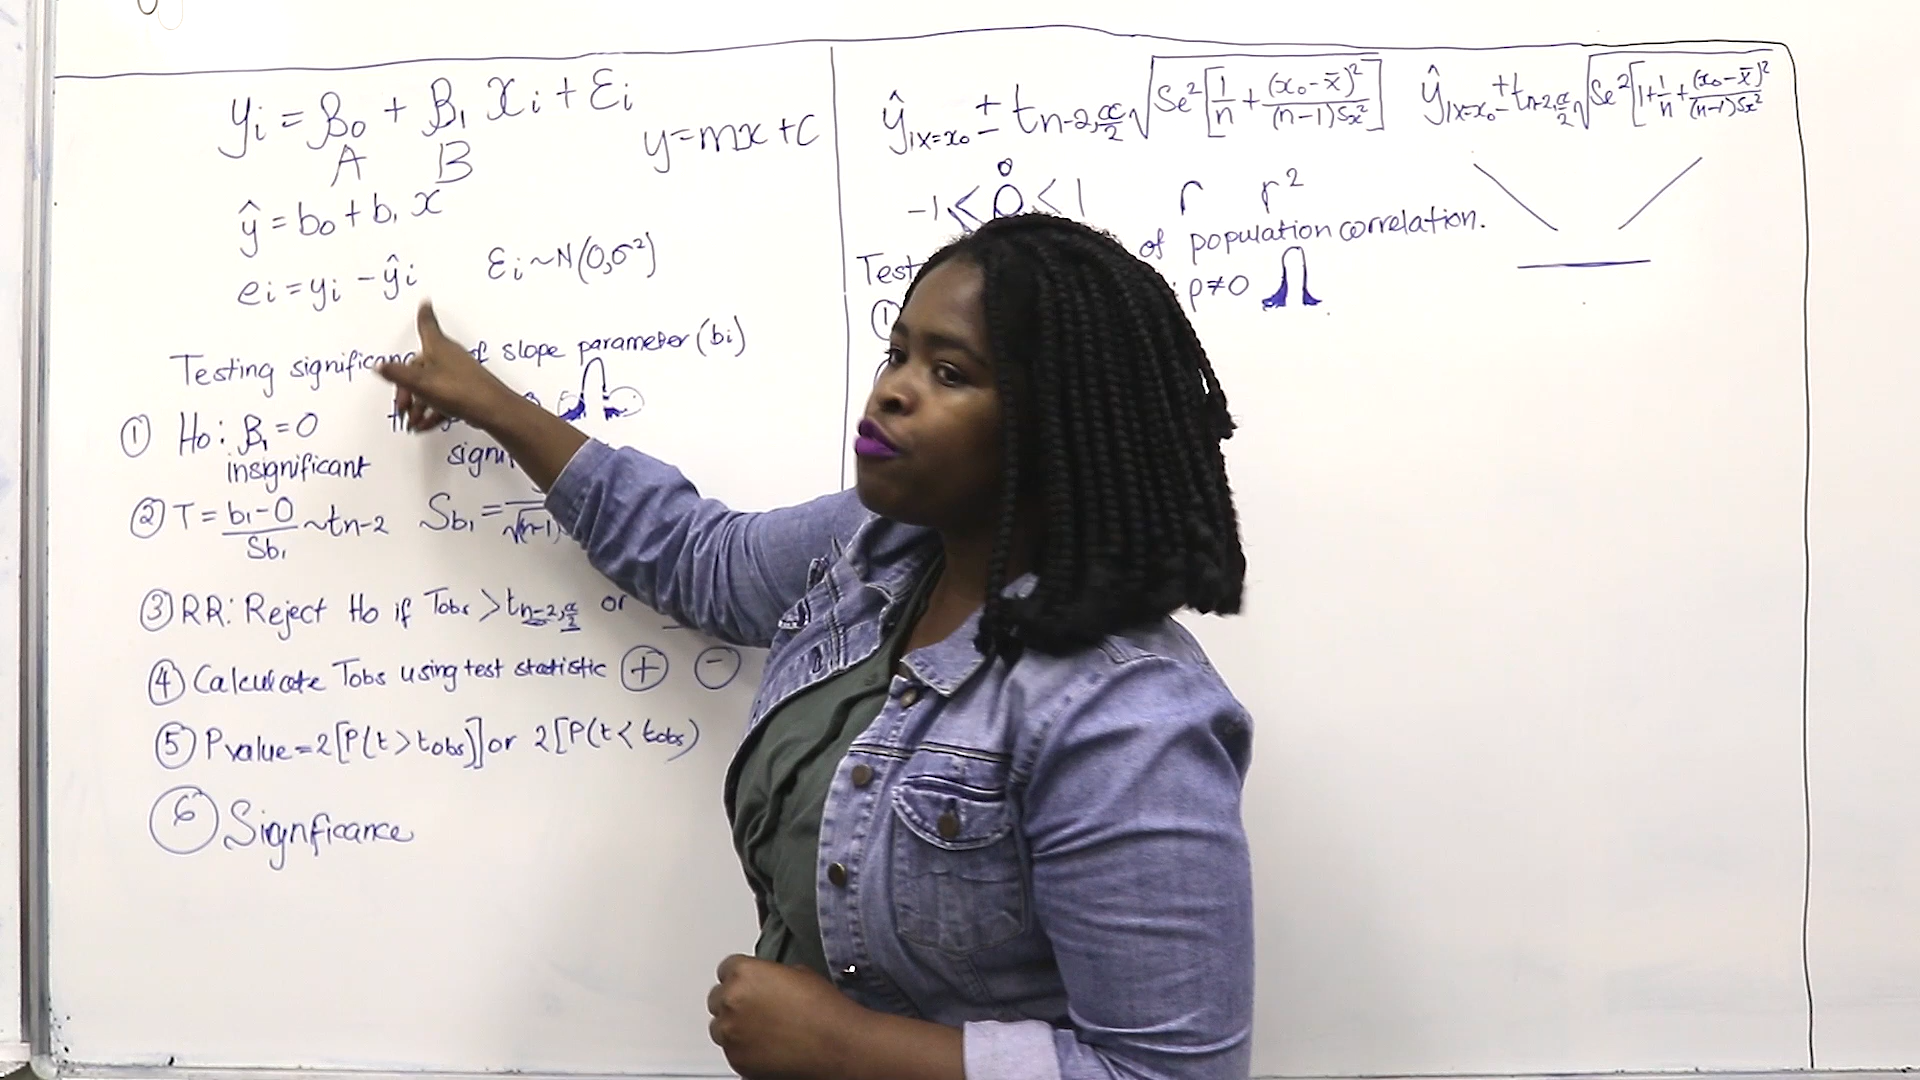 yi = β0 + β1 xi + εi
A B
y = mx + c
ŷ = b0 + b1 x
ei = yi - ŷi εi ~ N(0,σ²)
Testing of slope parameter (bi)
① Ho: β1 = 0
insignificant
② T = (b1 - 0)/Sb1 ~ tn-2 Sb1 =
③ RR: Reject Ho if Tobs > tn-2,α/2 or
④ Calculate Tobs using test statistic (+) (-)
⑤ Pvalue = 2[P(t > tobs)] or 2[P(t < tobs)
⑥ Signficance
ŷ|x=x0 ± tn-2,α/2 √(Se²[1/n + (x0 - x̄)²/(n-1)Sx²])
ŷ|x=x0 ± tn-2,α/2 √(Se²[1 + 1/n + (x0 - x̄)²/(n-1)Sx²
-1 < < 1 r r²
of population correlation.
①
ρ≠0